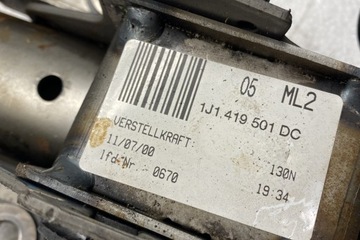 05 ML2
1J1.419 501 DC
VERSTELLKRAFT: 130N
11/07/00 19:34
lfd-Nr 0670